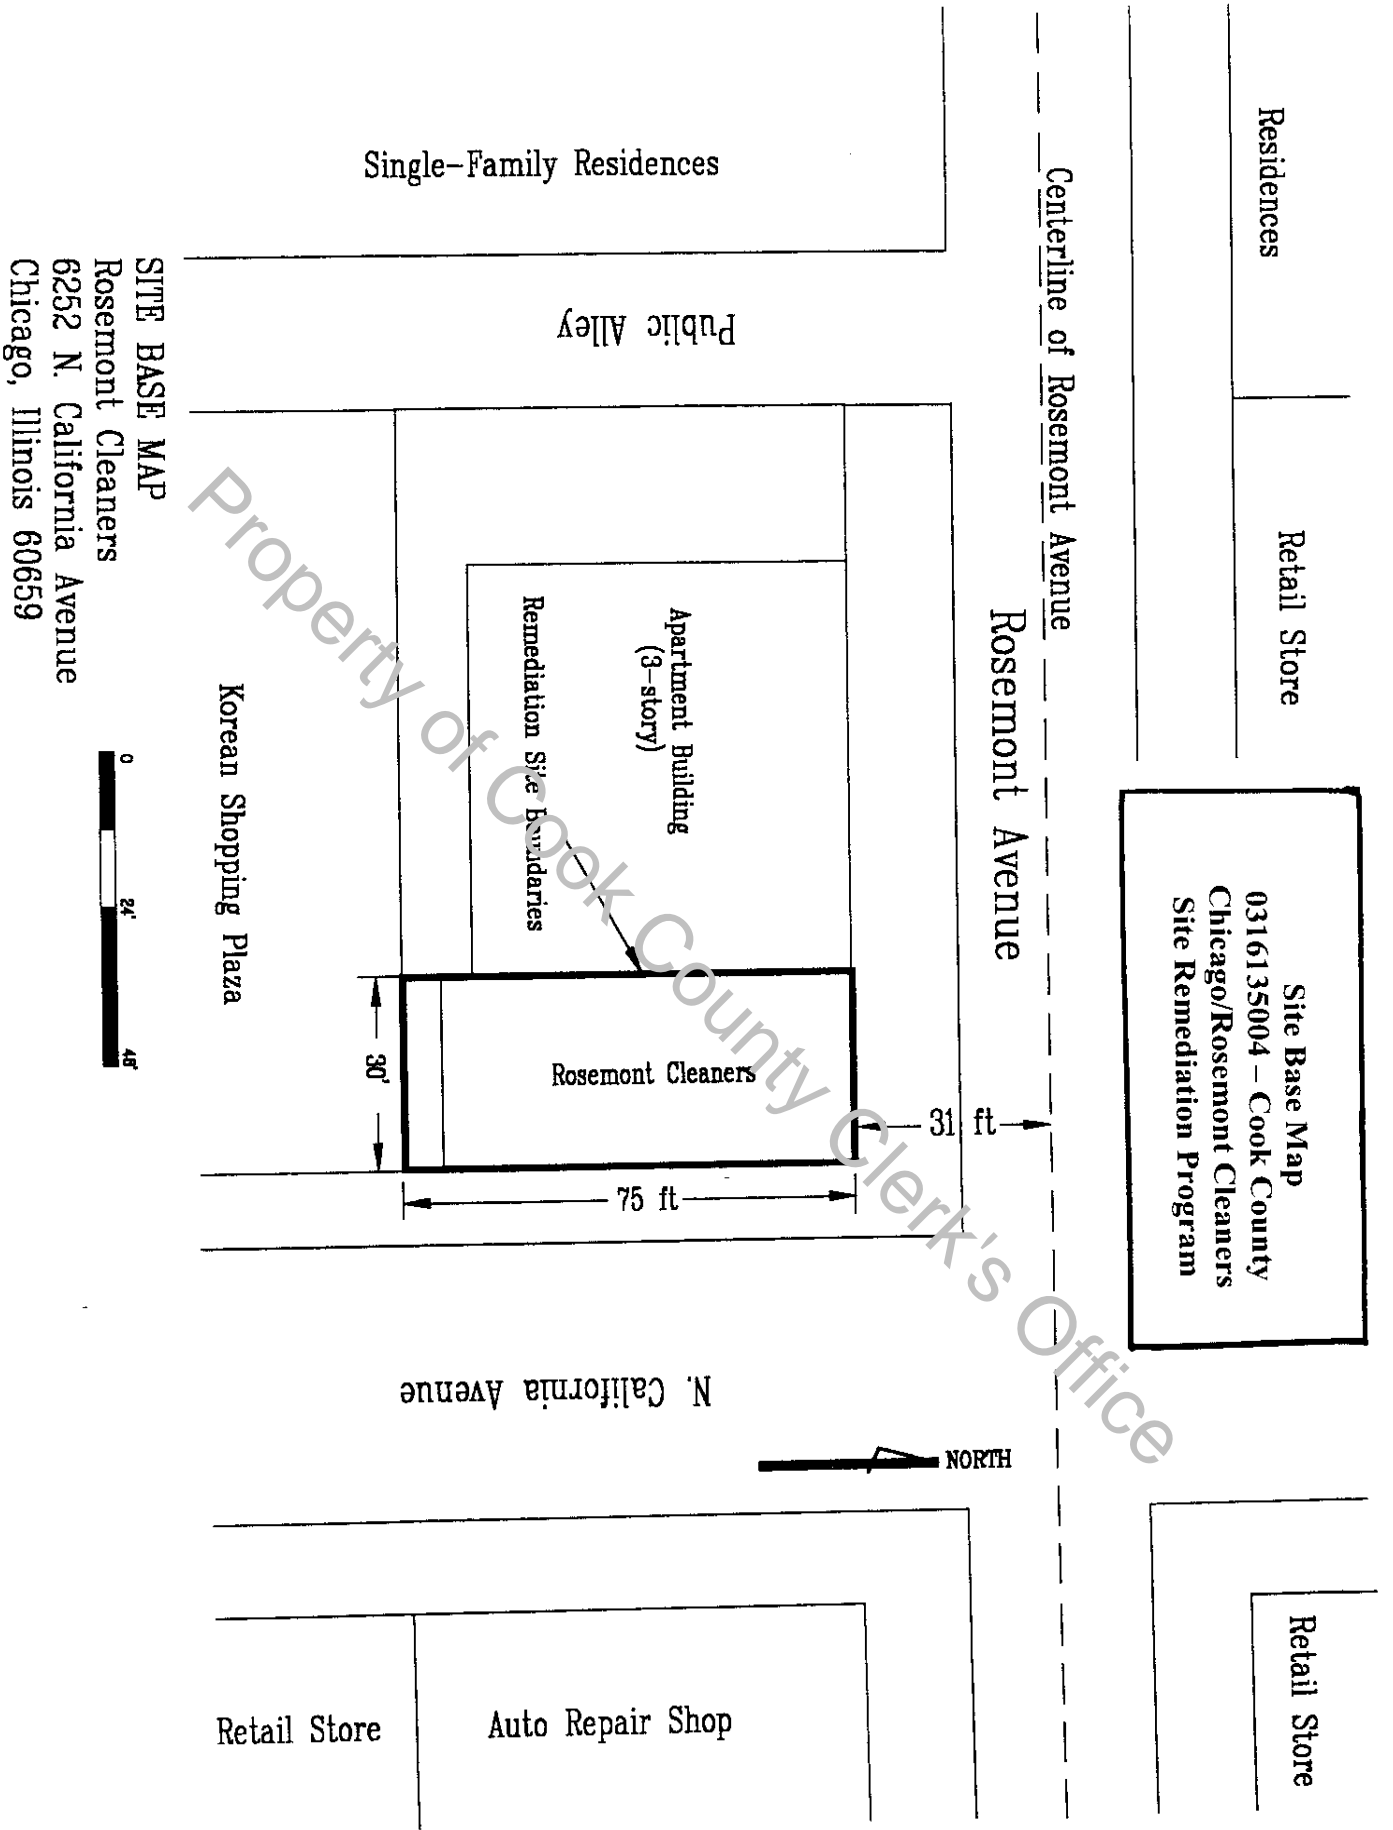 Site Base Map
0316135004 – Cook County
Chicago/Rosemont Cleaners
Site Remediation Program
Residences
Retail Store
Centerline of Rosemont Avenue
Rosemont Avenue
Single-Family Residences
Public Alley
Apartment Building
(3-story)
Remediation Site Boundaries
Rosemont Cleaners
31 ft
75 ft
30'
Korean Shopping Plaza
N. California Avenue
NORTH
Retail Store
Auto Repair Shop
Retail Store
0
24'
48'
SITE BASE MAP
Rosemont Cleaners
6252 N. California Avenue
Chicago, Illinois 60659
Property of Cook County Clerk's Office